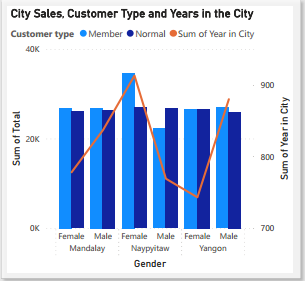 City Sales, Customer Type and Years in the City
Customer type Member Normal Sum of Year in City
40K
20K
0K
Sum of Total
900
800
700
Sum of Year in City
Female Male Female Male Female Male
Mandalay Naypyitaw Yangon
Gender